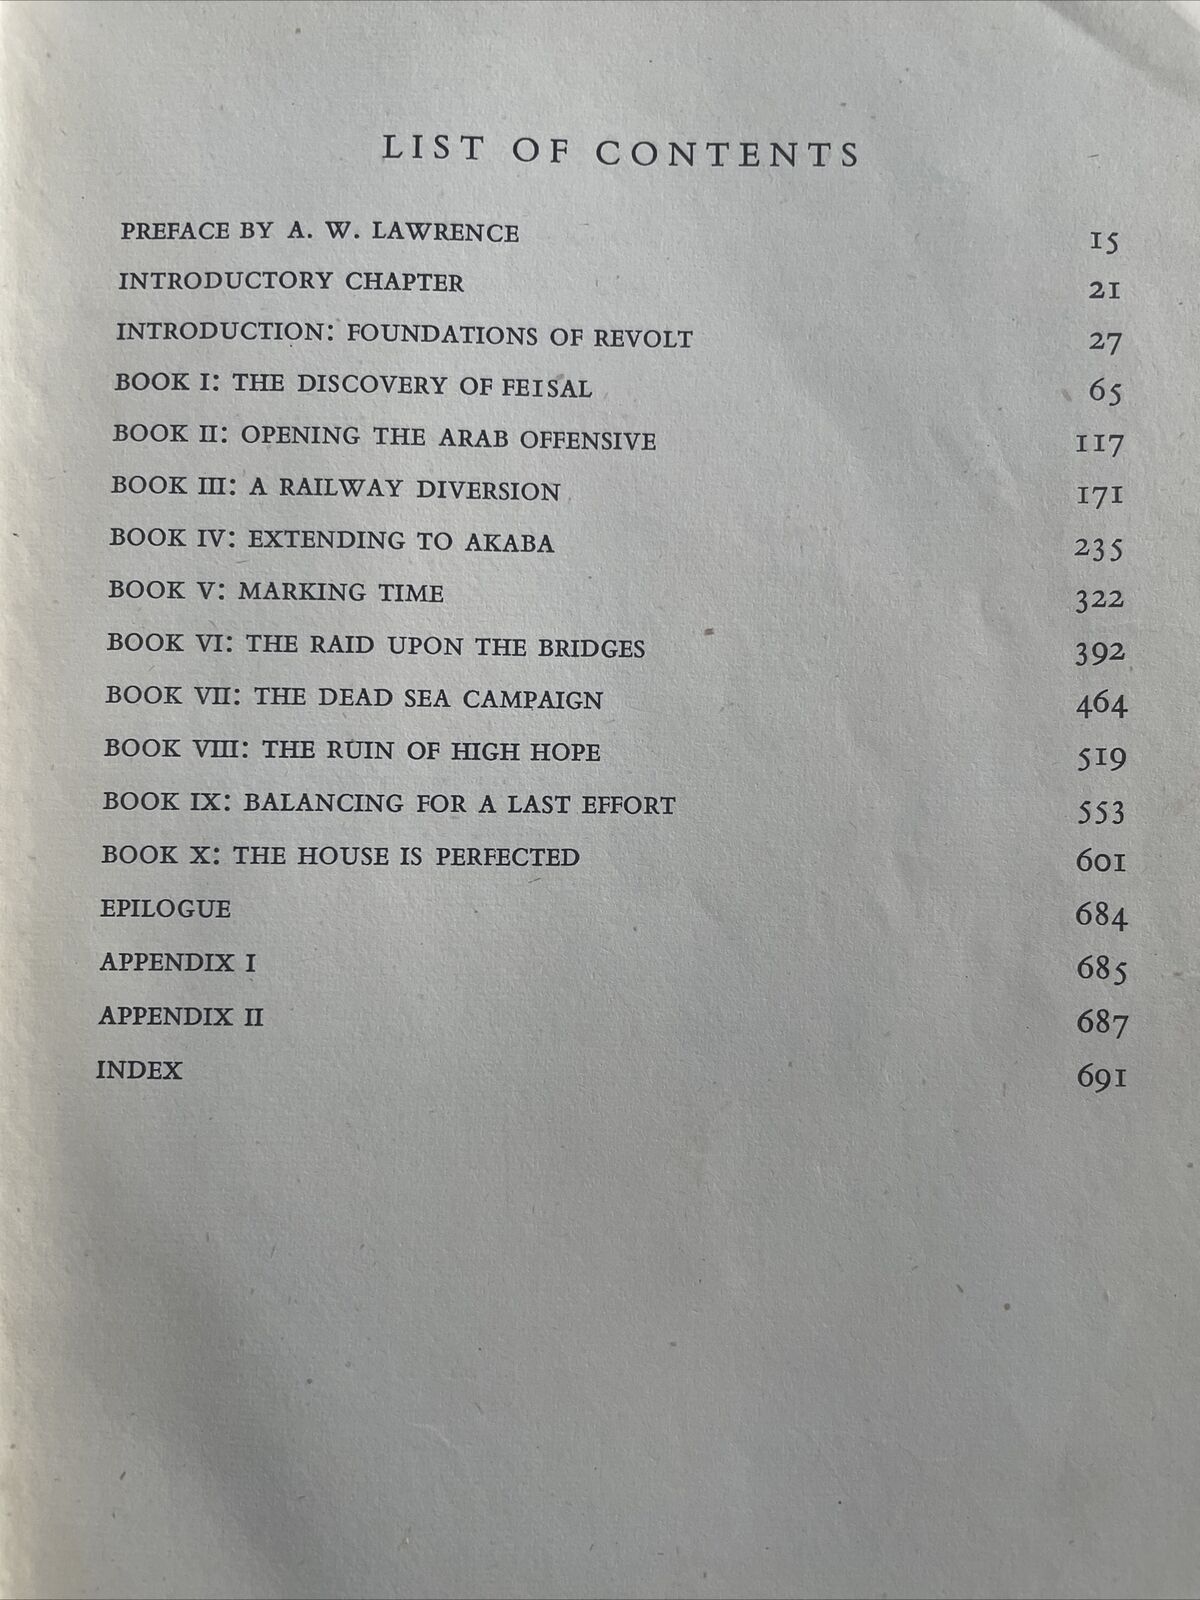 LIST OF CONTENTS
PREFACE BY A. W. LAWRENCE 15
INTRODUCTORY CHAPTER 21
INTRODUCTION: FOUNDATIONS OF REVOLT 27
BOOK I: THE DISCOVERY OF FEISAL 65
BOOK II: OPENING THE ARAB OFFENSIVE 117
BOOK III: A RAILWAY DIVERSION 171
BOOK IV: EXTENDING TO AKABA 235
BOOK V: MARKING TIME 322
BOOK VI: THE RAID UPON THE BRIDGES 392
BOOK VII: THE DEAD SEA CAMPAIGN 464
BOOK VIII: THE RUIN OF HIGH HOPE 519
BOOK IX: BALANCING FOR A LAST EFFORT 553
BOOK X: THE HOUSE IS PERFECTED 601
EPILOGUE 684
APPENDIX I 685
APPENDIX II 687
INDEX 691